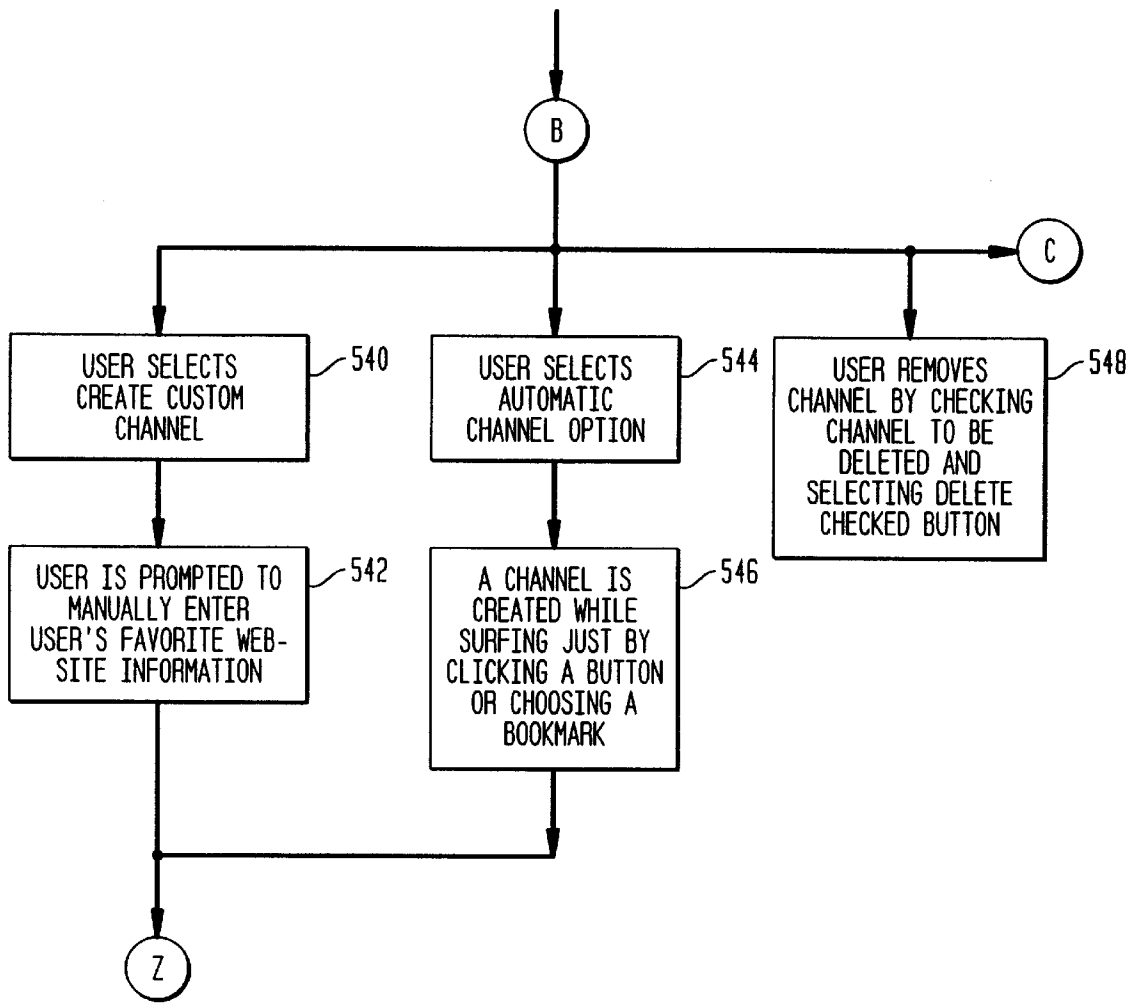 B
C
USER SELECTS
CREATE CUSTOM
CHANNEL
540
USER SELECTS
AUTOMATIC
CHANNEL OPTION
544
USER REMOVES
CHANNEL BY CHECKING
CHANNEL TO BE
DELETED AND
SELECTING DELETE
CHECKED BUTTON
548
USER IS PROMPTED TO
MANUALLY ENTER
USER'S FAVORITE WEB-
SITE INFORMATION
542
A CHANNEL IS
CREATED WHILE
SURFING JUST BY
CLICKING A BUTTON
OR CHOOSING A
BOOKMARK
546
Z